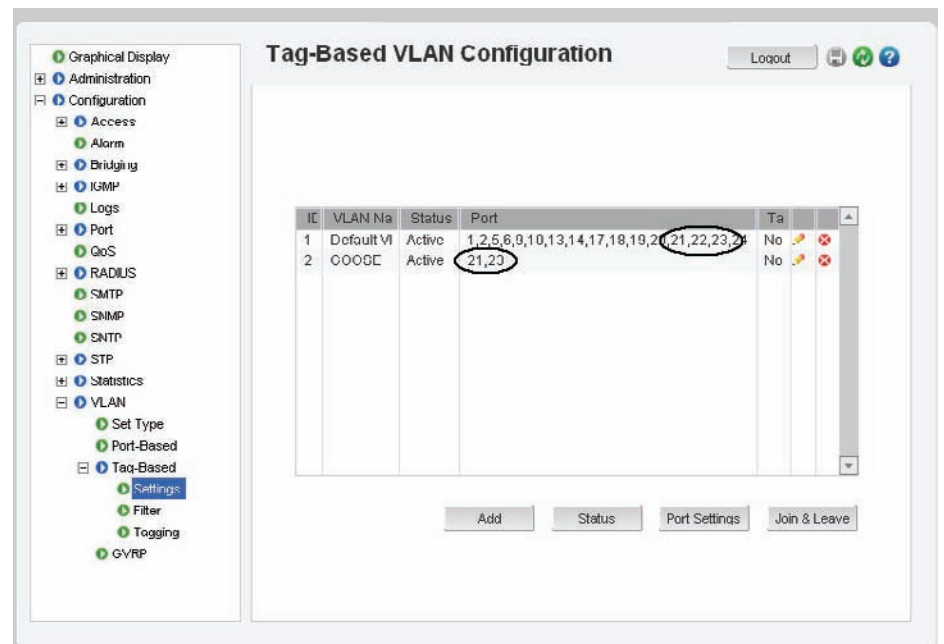 Tag-Based VLAN Configuration
Logout
Graphical Display
Administration
Configuration
Access
Alarm
Bridging
IGMP
Logs
Port
QoS
RADIUS
SMTP
SNMP
SNTP
STP
Statistics
VLAN
Set Type
Port-Based
Tag-Based
Settings
Filter
Tagging
GVRP
ID VLAN Na Status Port Ta
1 Default Vl Active 1,2,5,6,9,10,13,14,17,18,19,20,21,22,23,24 No
2 GOOSE Active 21,23 No
Add Status Port Settings Join & Leave